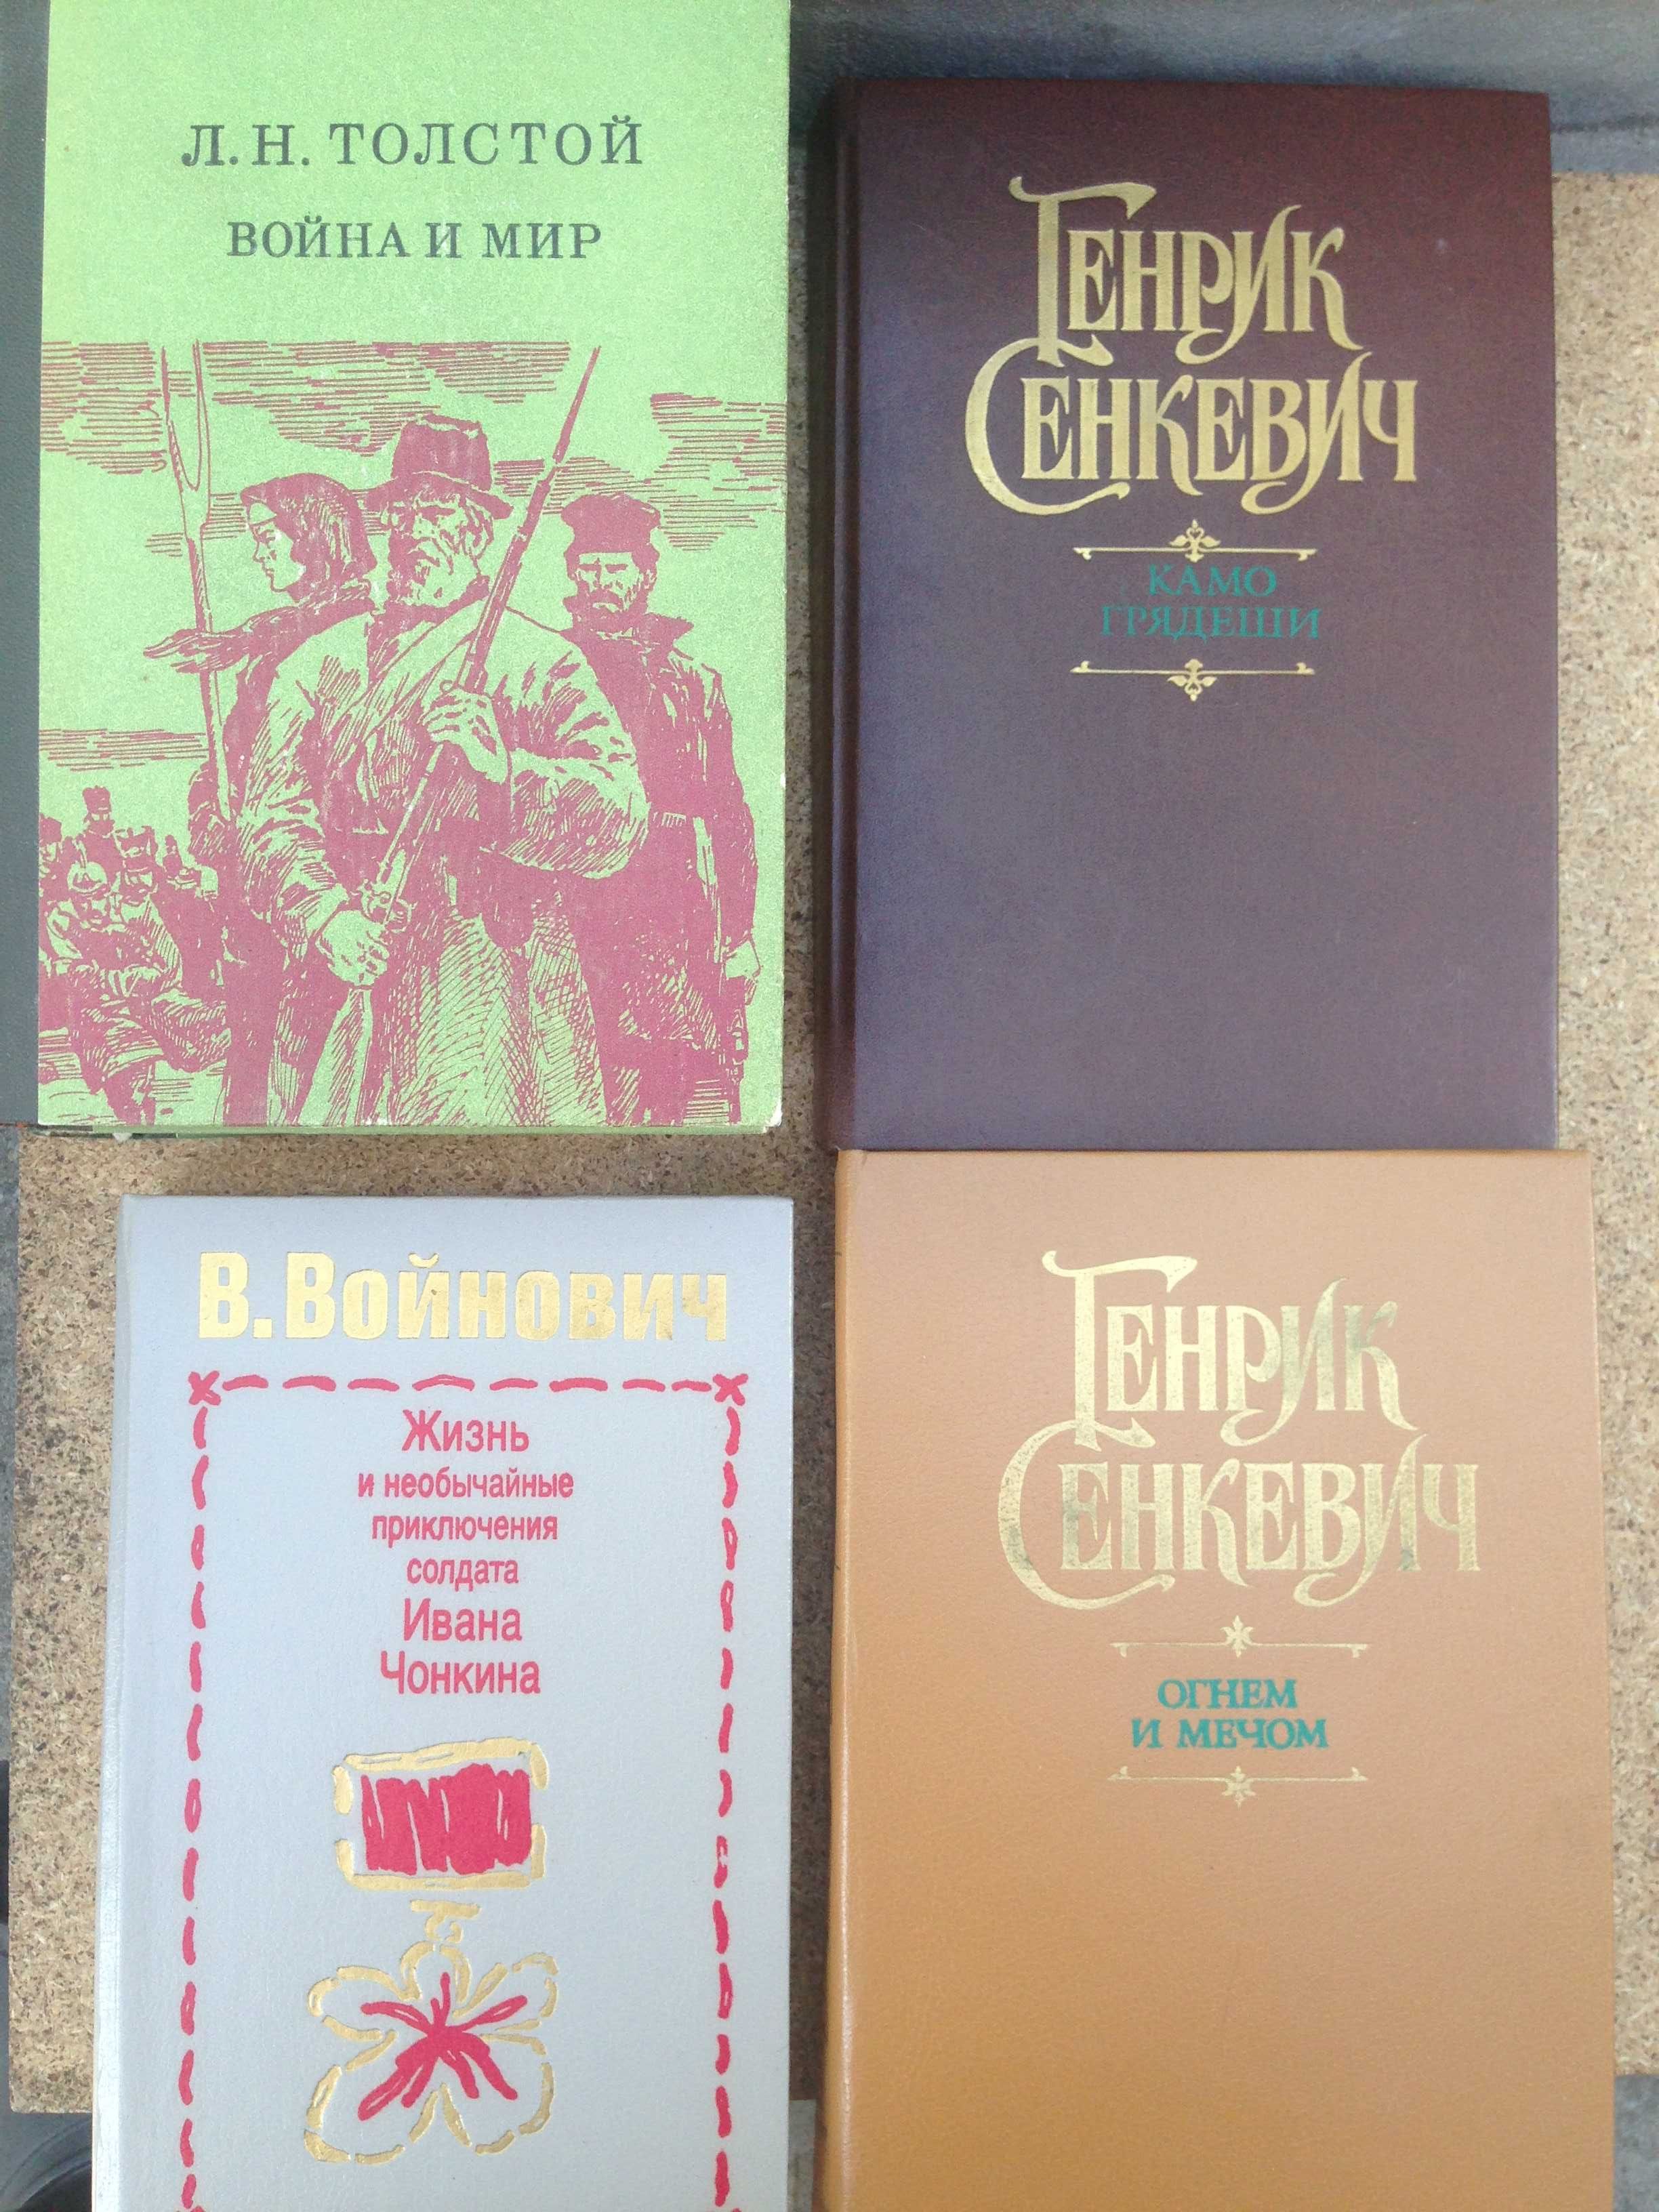 Л. Н. ТОЛСТОЙ
ВОЙНА И МИР
ГЕНРИК
СЕНКЕВИЧ
КАМО
ГРЯДЕШИ
В. Войнович
Жизнь
и необычайные
приключения
солдата
Ивана
Чонкина
ГЕНРИК
СЕНКЕВИЧ
ОГНЕМ
И МЕЧОМ